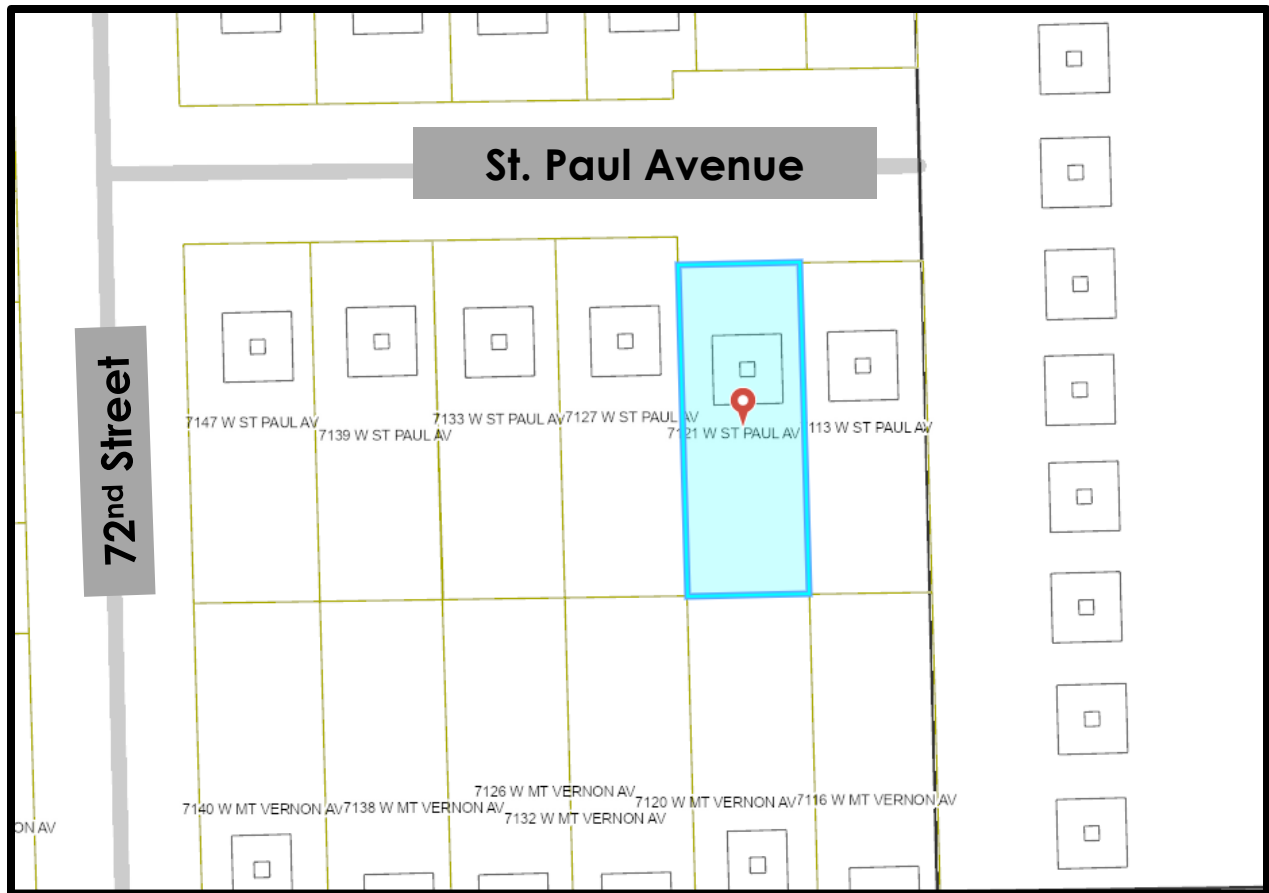 St. Paul Avenue
72nd Street
7147 W ST PAUL AV
7139 W ST PAUL AV
7133 W ST PAUL AV
7127 W ST PAUL AV
7121 W ST PAUL AV
113 W ST PAUL AV
7140 W MT VERNON AV
7138 W MT VERNON AV
7126 W MT VERNON AV
7132 W MT VERNON AV
7120 W MT VERNON AV
7116 W MT VERNON AV
ON AV